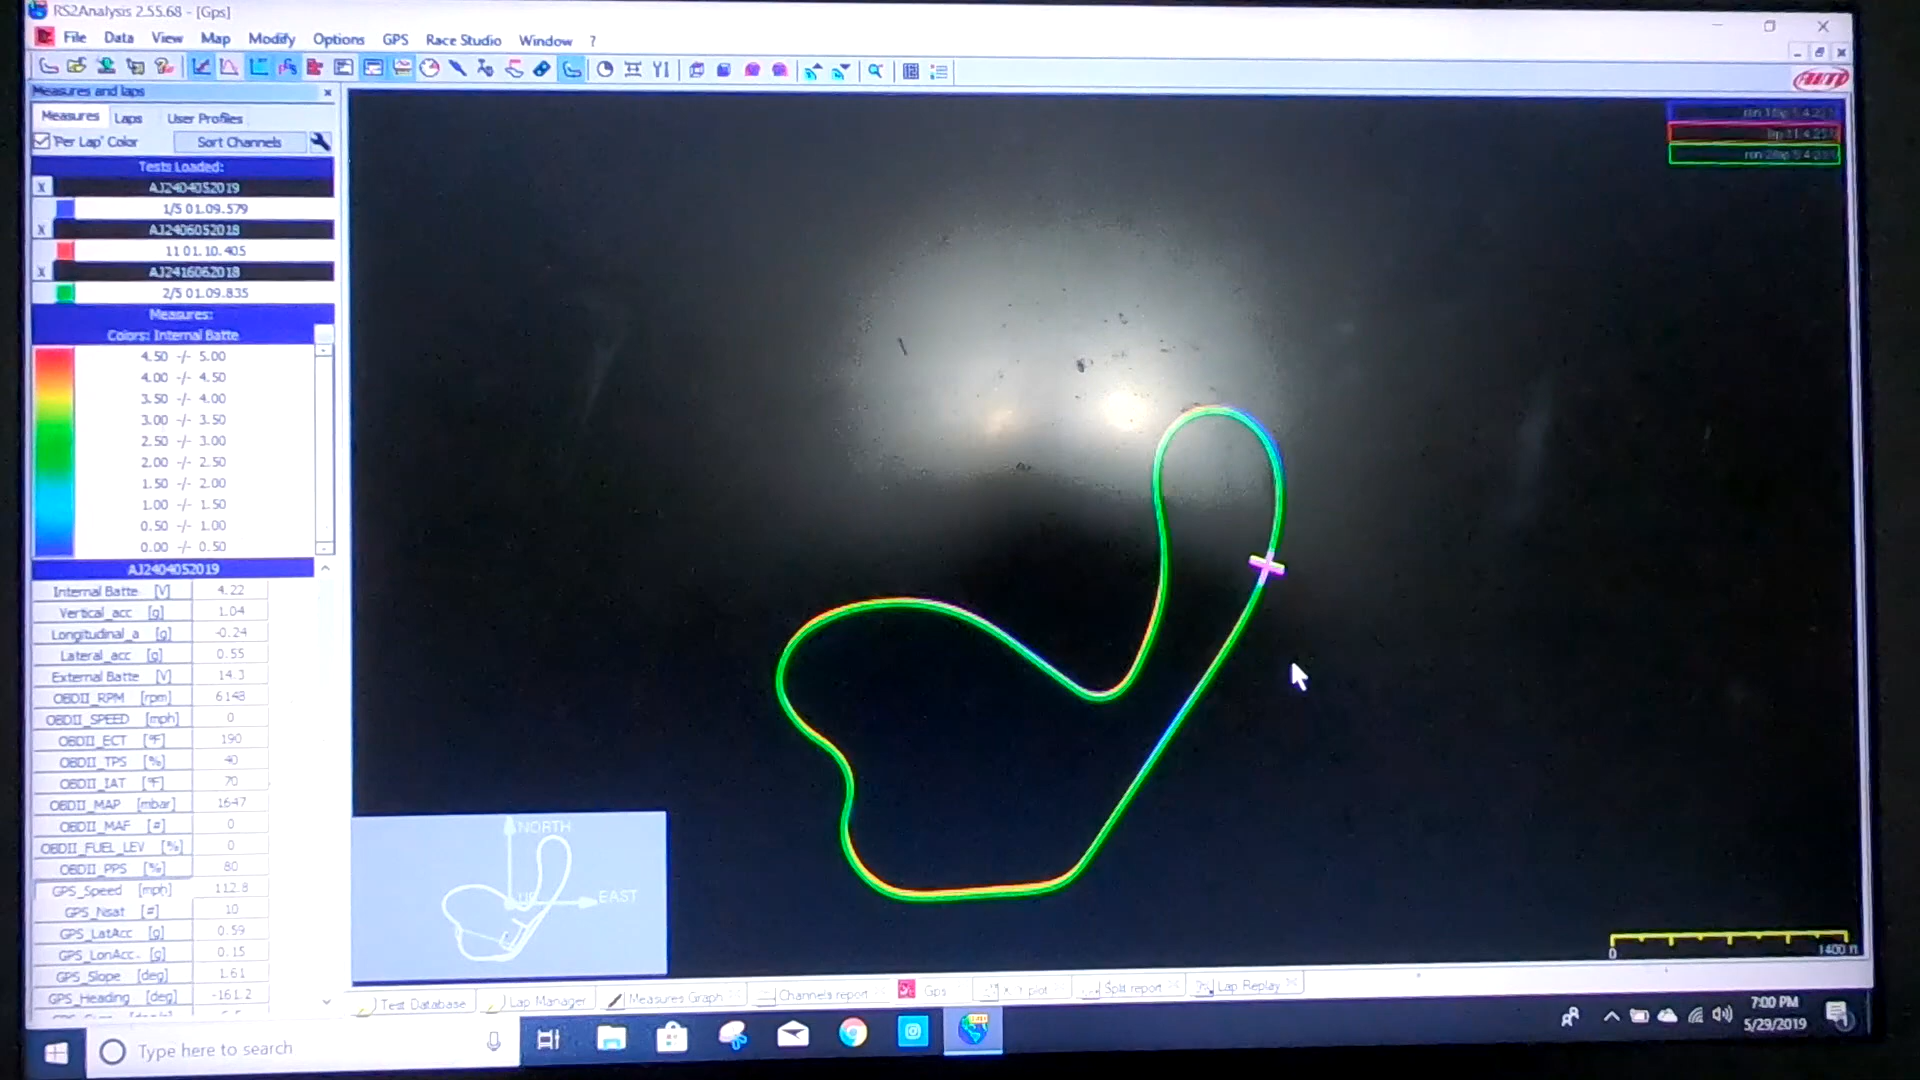 RS2Analysis 2.55.68 - [Gps]
File Data View Map Modify Options GPS Race Studio Window ?
Measures and laps
Measures Laps User Profiles
'Per Lap' Color Sort Channels
Tests Loaded:
X AJ2404052019
1/5 01.09.579
X AJ2406052018
11 01.10.405
X AJ2416062018
2/5 01.09.835
Measures:
Colors: Internal Batte
4.50 -/- 5.00
4.00 -/- 4.50
3.50 -/- 4.00
3.00 -/- 3.50
2.50 -/- 3.00
2.00 -/- 2.50
1.50 -/- 2.00
1.00 -/- 1.50
0.50 -/- 1.00
0.00 -/- 0.50
AJ2404052019
Internal Batte [V] 4.22
Vertical_acc [g] 1.04
Longitudinal_a [g] -0.24
Lateral_acc [g] 0.55
External Batte [V] 14.3
OBDII_RPM [rpm] 6148
OBDII_SPEED [mph] 0
OBDII_ECT [°F] 190
OBDII_TPS [%] 40
OBDII_IAT [°F] 70
OBDII_MAP [mbar] 1647
OBDII_MAF [#] 0
OBDII_FUEL_LEV [%] 0
OBDII_PPS [%] 80
GPS_Speed [mph] 112.8
GPS_Nsat [#] 10
GPS_LatAcc [g] 0.59
GPS_LonAcc [g] 0.15
GPS_Slope [deg] 1.61
GPS_Heading [deg] -161.2
NORTH
EAST
0 1400 ft
Test Database Lap Manager Measures Graph Channels report Gps X-Y plot Split report Lap Replay
Type here to search
7:00 PM
5/29/2019